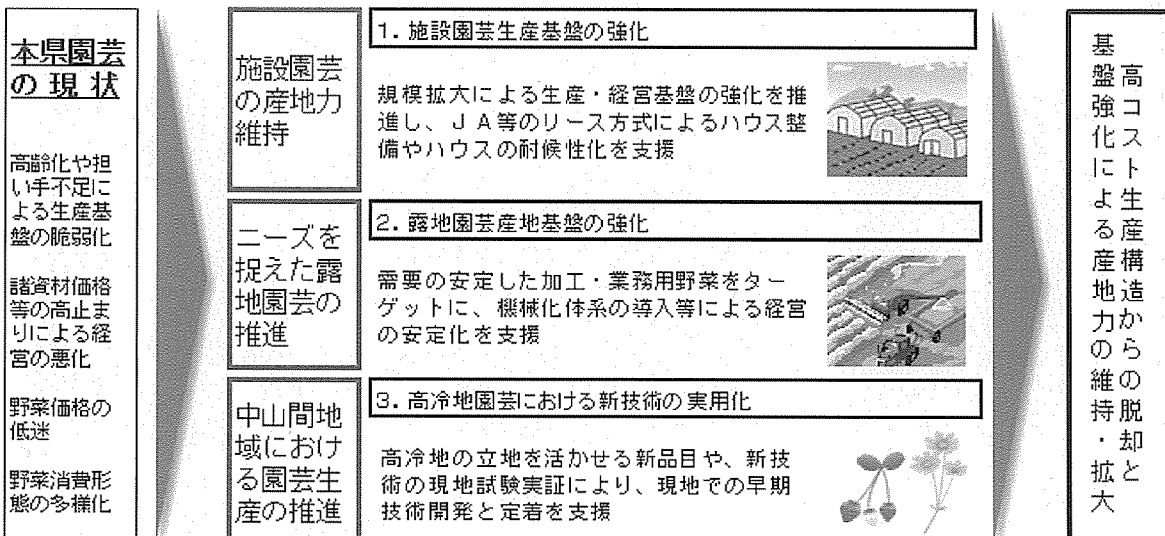 本県園芸
の現状
高齢化や担
い手不足に
よる生産基
盤の脆弱化
諸資材価格
等の高止ま
りによる経
営の悪化
野菜価格の
低迷
野菜消費形
態の多様化
施設園芸
の産地力
維持
1. 施設園芸生産基盤の強化
規模拡大による生産・経営基盤の強化を推
進し、JA等のリース方式によるハウス整
備やハウスの耐候性化を支援
ニーズを
捉えた露
地園芸の
推進
2. 露地園芸産地基盤の強化
需要の安定した加工・業務用野菜をター
ゲットに、機械化体系の導入等による経営
の安定化を支援
中山間地
域におけ
る園芸生
産の推進
3. 高冷地園芸における新技術の実用化
高冷地の立地を活かせる新品目や、新技
術の現地試験実証により、現地での早期
技術開発と定着を支援
高コスト生産構造からの脱却と
基盤強化による産地力の維持・拡大